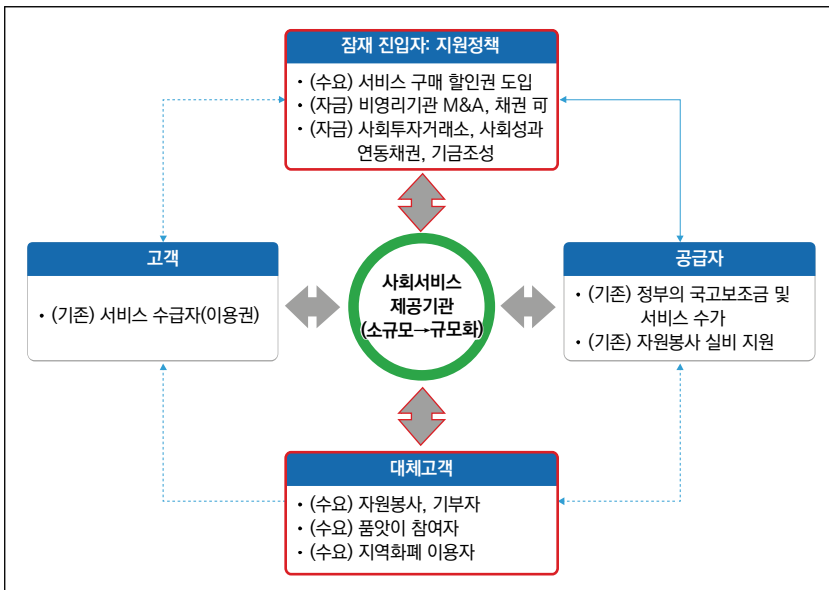 잠재 진입자: 지원정책
• (수요) 서비스 구매 할인권 도입
• (자금) 비영리기관 M&A, 채권 可
• (자금) 사회투자거래소, 사회성과
연동채권, 기금조성
고객
• (기존) 서비스 수급자(이용권)
사회서비스
제공기관
(소규모→규모화)
공급자
• (기존) 정부의 국고보조금 및
서비스 수가
• (기존) 자원봉사 실비 지원
대체고객
• (수요) 자원봉사, 기부자
• (수요) 품앗이 참여자
• (수요) 지역화폐 이용자